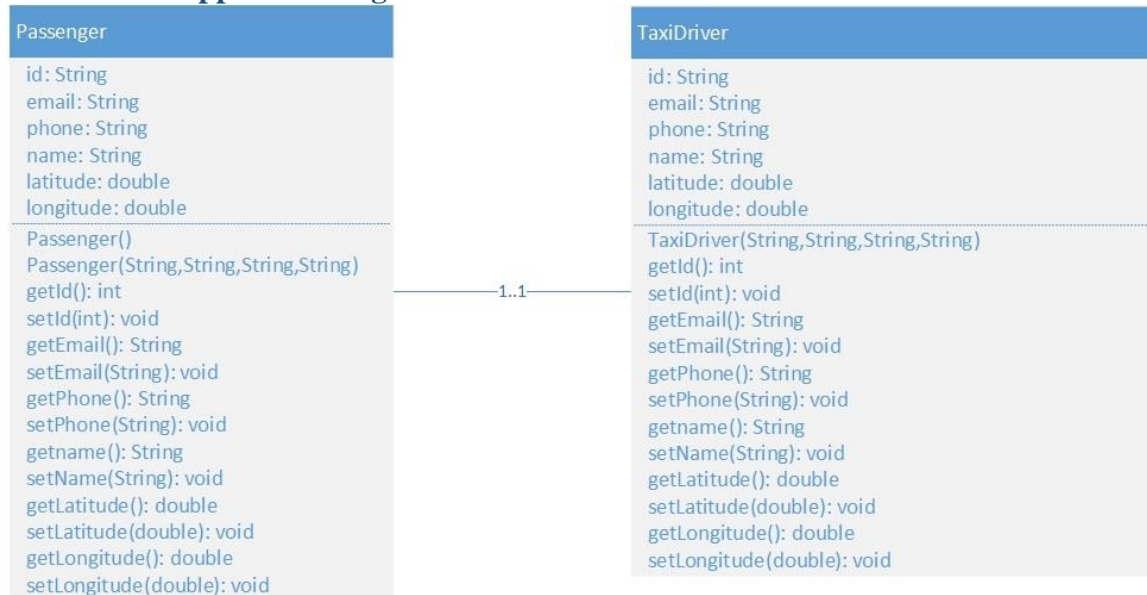 Passenger
id: String
email: String
phone: String
name: String
latitude: double
longitude: double
Passenger()
Passenger(String,String,String,String)
getId(): int
setId(int): void
getEmail(): String
setEmail(String): void
getPhone(): String
setPhone(String): void
getname(): String
setName(String): void
getLatitude(): double
setLatitude(double): void
getLongitude(): double
setLongitude(double): void
1..1
TaxiDriver
id: String
email: String
phone: String
name: String
latitude: double
longitude: double
TaxiDriver(String,String,String,String)
getId(): int
setId(int): void
getEmail(): String
setEmail(String): void
getPhone(): String
setPhone(String): void
getname(): String
setName(String): void
getLatitude(): double
setLatitude(double): void
getLongitude(): double
setLongitude(double): void